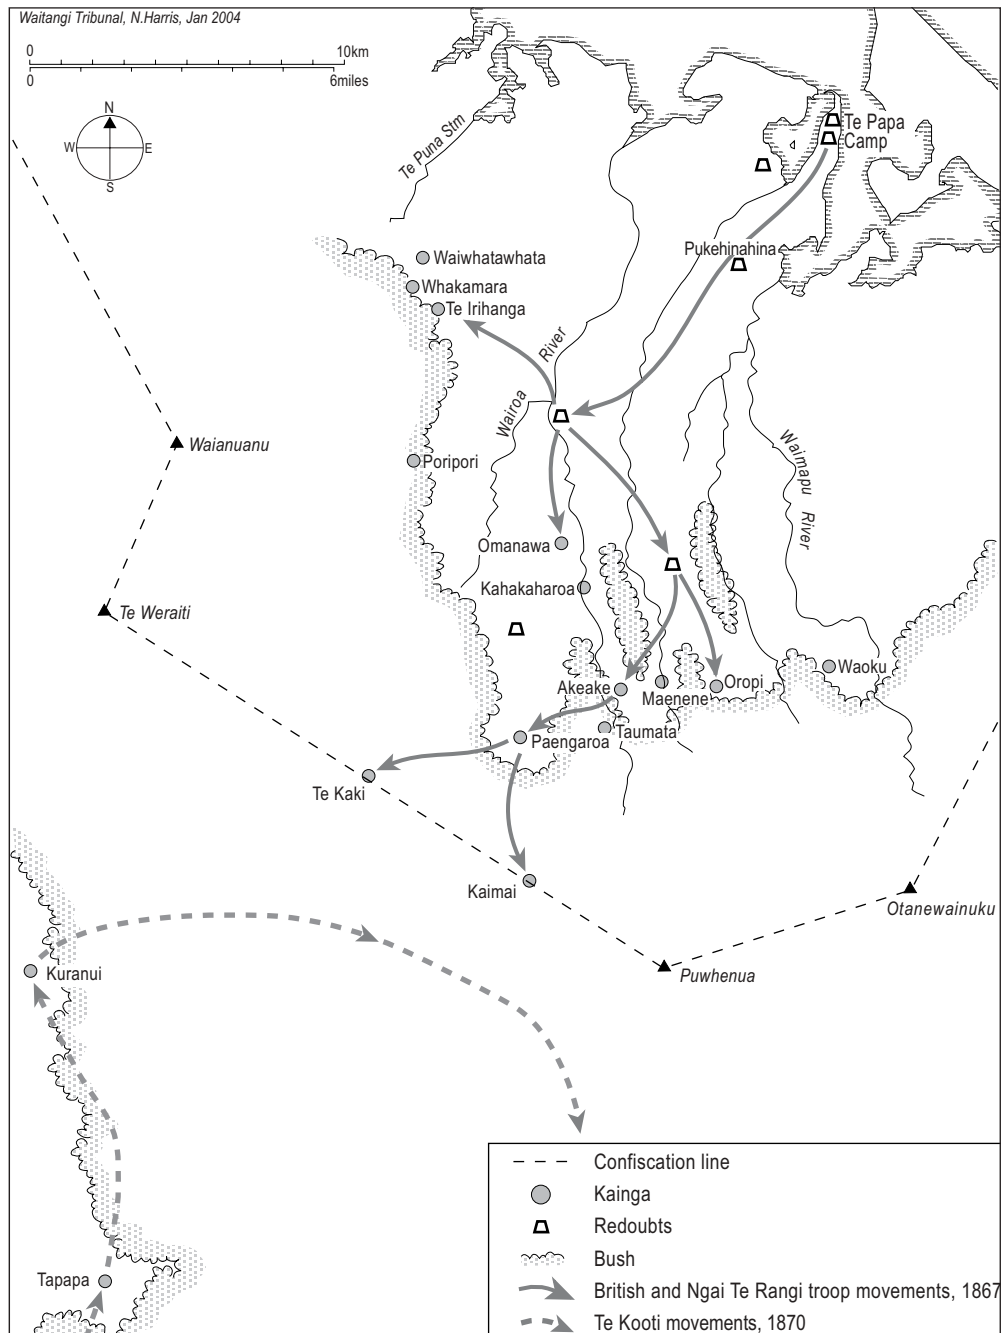 Waitangi Tribunal, N.Harris, Jan 2004
0 10km
0 6miles
N
W E
S
Te Puna Stm
Te Papa
Camp
Pukehinahina
Waiwhatawhata
Whakamara
Te Irihanga
River
Wairoa
Waianuanu
Poripori
Waimapu River
Omanawa
Kahakaharoa
Te Weraiti
Waoku
Akeake
Maenene
Oropi
Paengaroa
Taumata
Te Kaki
Kaimai
Otanewainuku
Kuranui
Puwhenua
Tapapa
Confiscation line
Kainga
Redoubts
Bush
British and Ngai Te Rangi troop movements, 1867
Te Kooti movements, 1870